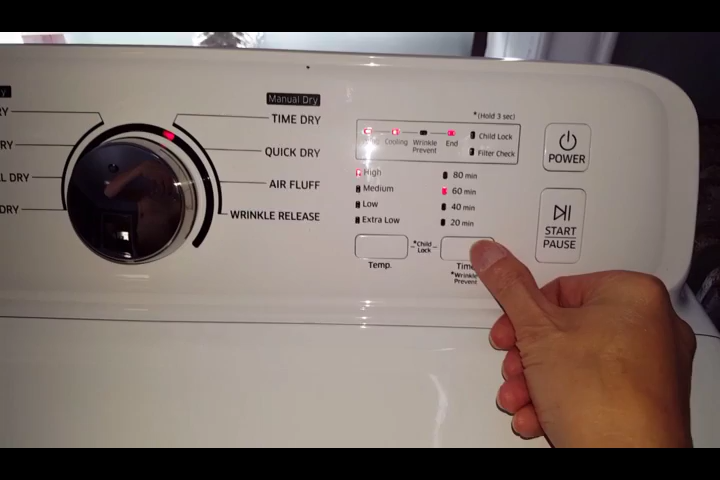 Manual Dry
TIME DRY
QUICK DRY
AIR FLUFF
WRINKLE RELEASE
RY
RY
L DRY
DRY
*(Hold 3 sec)
Cooling
Wrinkle
Prevent
End
Child Lock
Filter Check
High
Medium
Low
Extra Low
80 min
60 min
40 min
20 min
*Child
Lock
Temp.
Time
*Wrinkle
Prevent
POWER
START
PAUSE